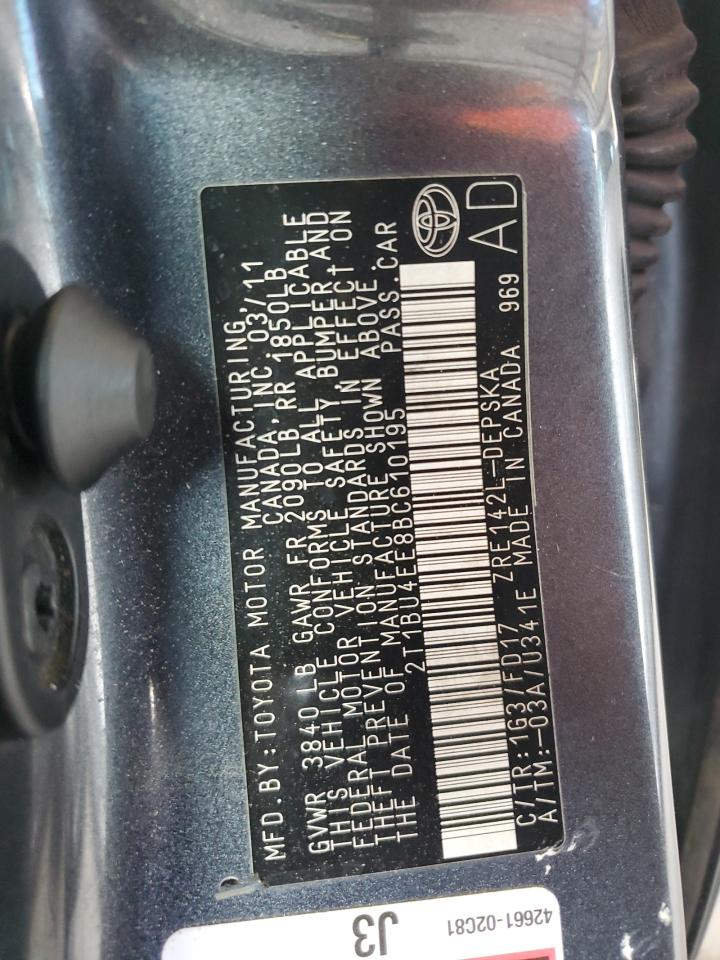 MFD.BY:TOYOTA MOTOR MANUFACTURING,
CANADA, INC.03/11
GVWR 3840 LB GAWR FR 2090LB RR 1850LB
THIS VEHICLE CONFORMS TO ALL APPLICABLE
FEDERAL MOTOR VEHICLE SAFETY,BUMPER,AND
THEFT PREVENTION STANDARDS IN EFFECT ON
THE DATE OF MANUFACTURE SHOWN ABOVE.
2T1BU4EE8BC610195 PASS.CAR
C/TR:1G3/FD17 ZRE142L-DEPSKA
A/TM:-03A/U341E MADE IN CANADA 969
AD
42661-02C81
J3